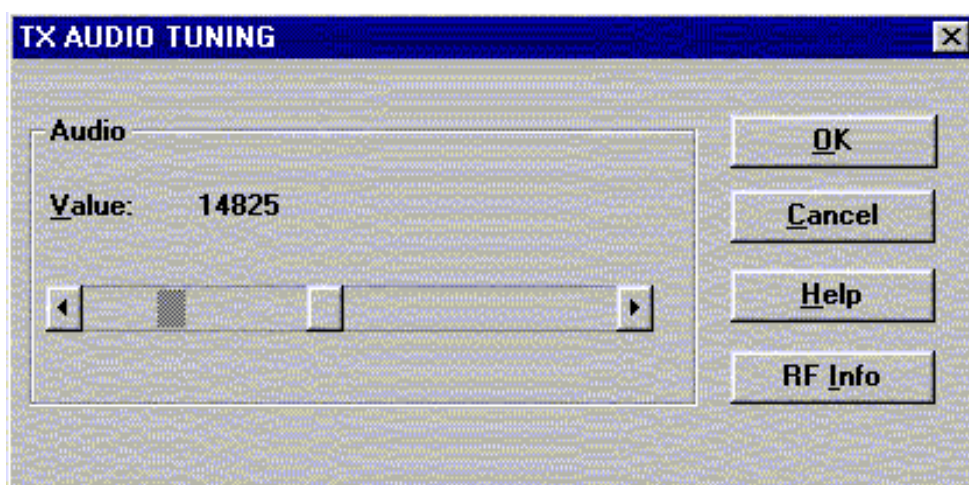 TX AUDIO TUNING
Audio
Value: 14825
OK
Cancel
Help
RF Info